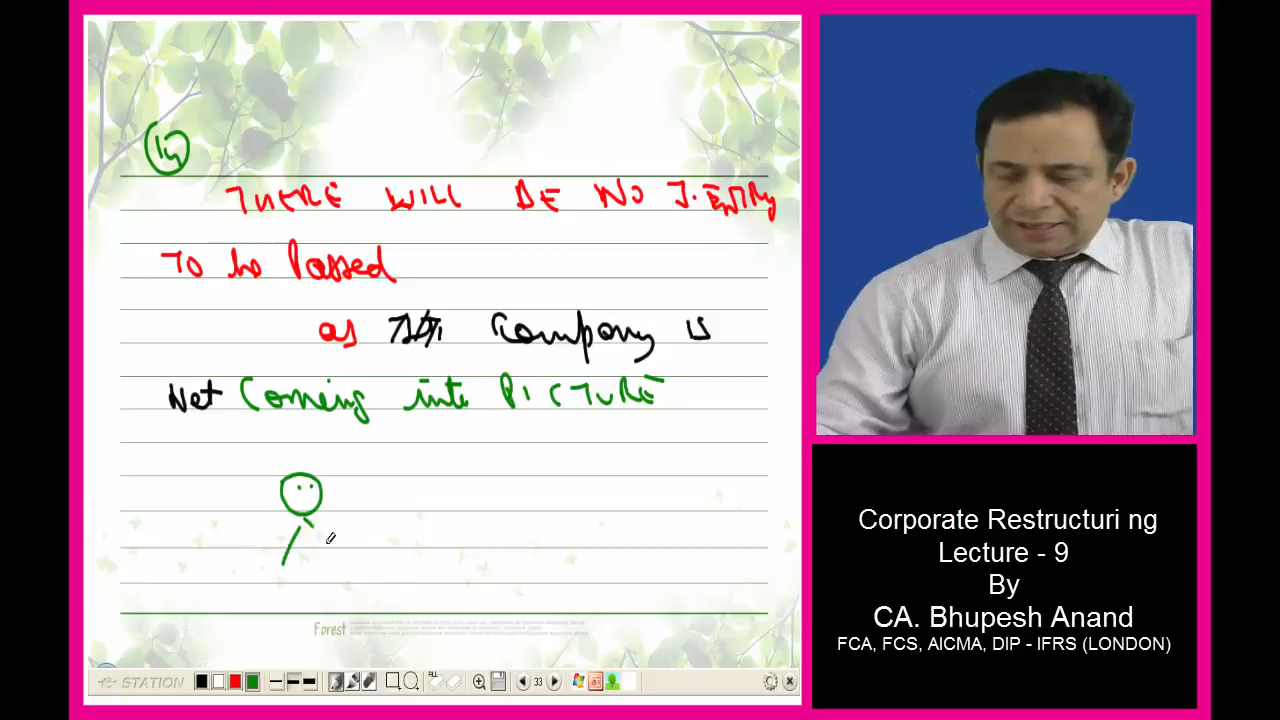 THERE WILL BE NO J. ENTRY
To be Passed
as Company is
Not Coming into PICTURE
Forest
e-STATION
33
Corporate Restructuri ng
Lecture - 9
By
CA. Bhupesh Anand
FCA, FCS, AICMA, DIP - IFRS (LONDON)